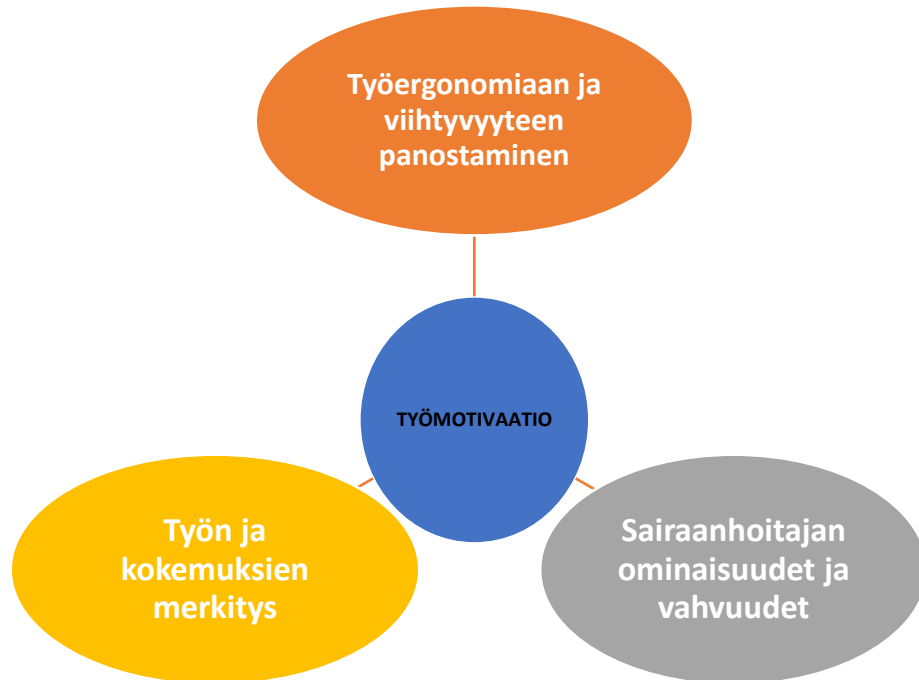 Työergonomiaan ja
viihtyvyyteen
panostaminen
TYÖMOTIVAATIO
Työn ja
kokemuksien
merkitys
Sairaanhoitajan
ominaisuudet ja
vahvuudet